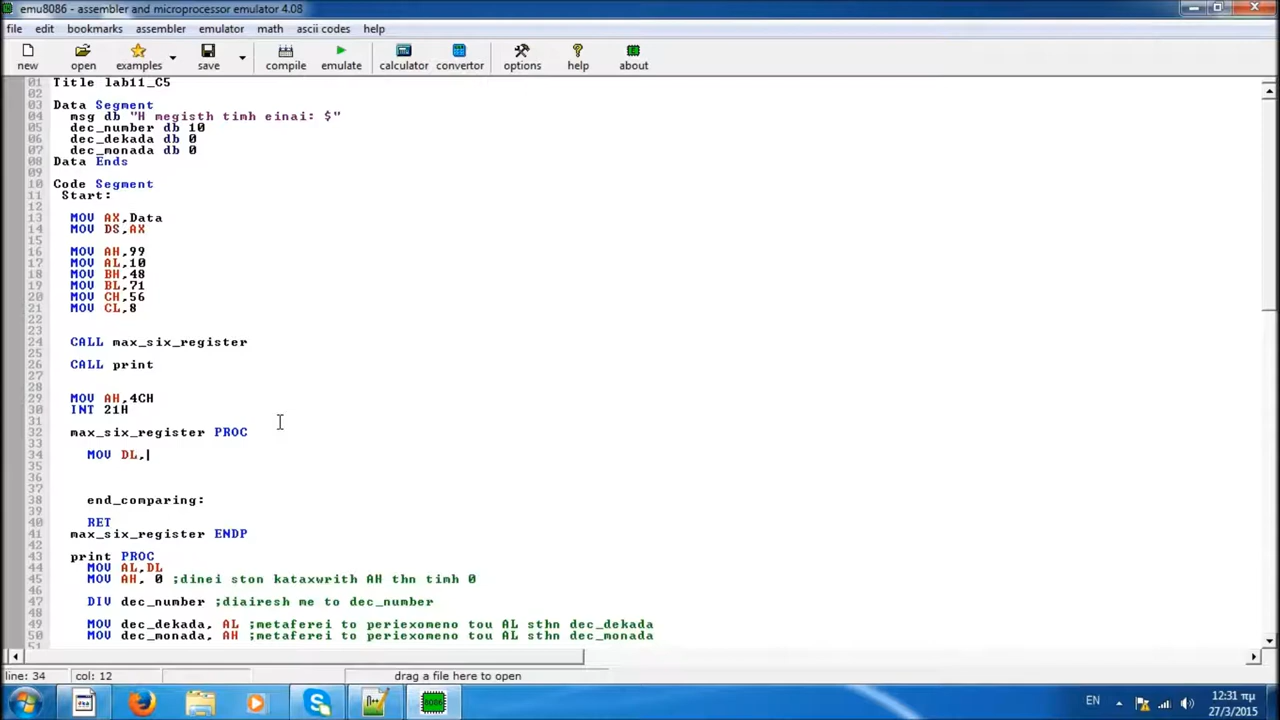 emu8086 - assembler and microprocessor emulator 4.08
file edit bookmarks assembler emulator math ascii codes help
new open examples save compile emulate calculator convertor options help about
01 Title lab11_C5
02
03 Data Segment
04 msg db "H megisth timh einai: $"
05 dec_number db 10
06 dec_dekada db 0
07 dec_monada db 0
08 Data Ends
09
10 Code Segment
11 Start:
12
13 MOV AX,Data
14 MOV DS,AX
15
16 MOV AH,99
17 MOV AL,10
18 MOV BH,48
19 MOV BL,71
20 MOV CH,56
21 MOV CL,8
22
23
24 CALL max_six_register
25
26 CALL print
27
28
29 MOV AH,4CH
30 INT 21H
31
32 max_six_register PROC
33
34 MOV DL,
35
36
37
38 end_comparing:
39
40 RET
41 max_six_register ENDP
42
43 print PROC
44 MOV AL,DL
45 MOV AH, 0 ;dinei ston kataxwrith AH thn timh 0
46
47 DIV dec_number ;diairesh me to dec_number
48
49 MOV dec_dekada, AL ;metaferei to periexomeno tou AL sthn dec_dekada
50 MOV dec_monada, AH ;metaferei to periexomeno tou AL sthn dec_monada
51
line: 34 col: 12 drag a file here to open
EN 12:31 πμ
27/3/2015